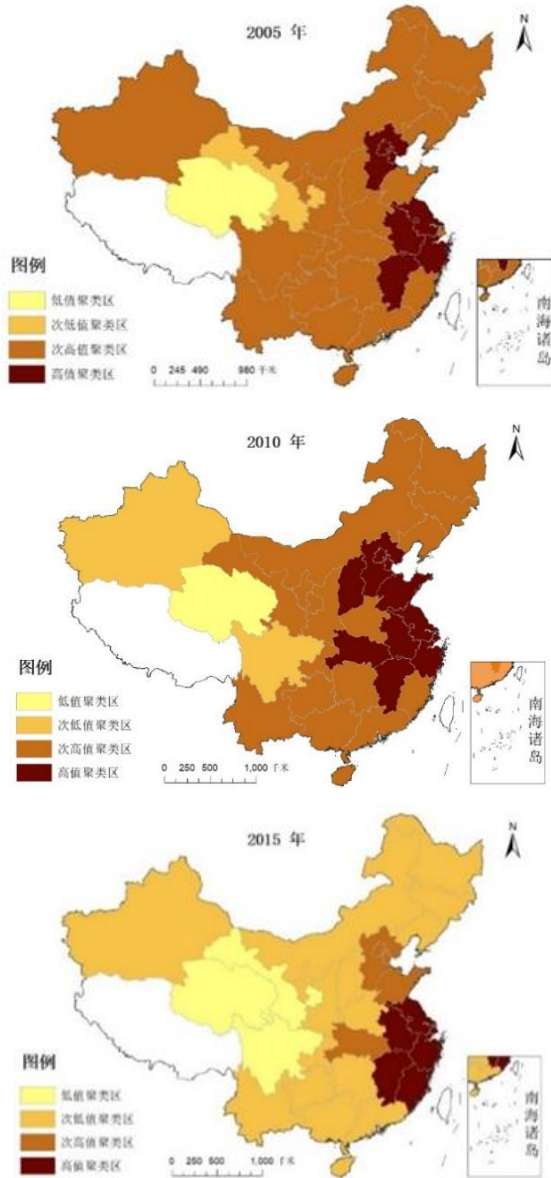 2005 年
N
图例
低值聚类区
次低值聚类区
次高值聚类区
高值聚类区
0 245 490 980 千米
南海诸岛
2010 年
N
图例
低值聚类区
次低值聚类区
次高值聚类区
高值聚类区
0 250 500 1,000 千米
南海诸岛
2015 年
N
图例
低值聚类区
次低值聚类区
次高值聚类区
高值聚类区
0 250 500 1,000 千米
南海诸岛